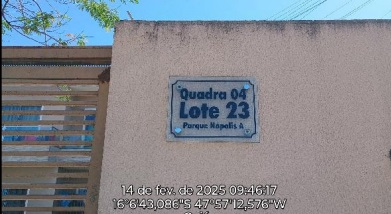 Quadra 04
Lote 23
Parque Nápolis A
14 de fev. de 2025 09:46:17
16°6'43,086"S 47°57'12,576"W